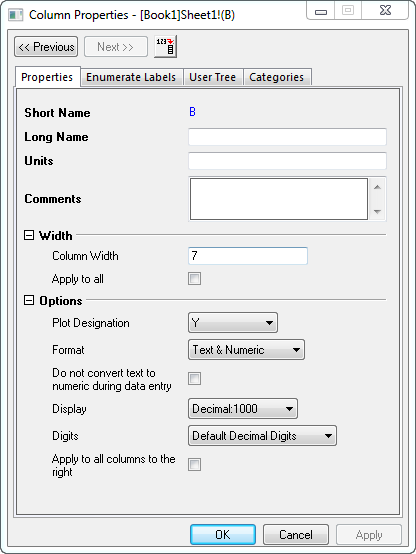 Column Properties - [Book1]Sheet1!(B)
<< Previous Next >> 123
Properties Enumerate Labels User Tree Categories
Short Name B
Long Name
Units
Comments
Width
Column Width 7
Apply to all
Options
Plot Designation Y
Format Text & Numeric
Do not convert text to
numeric during data entry
Display Decimal:1000
Digits Default Decimal Digits
Apply to all columns to the
right
OK Cancel Apply